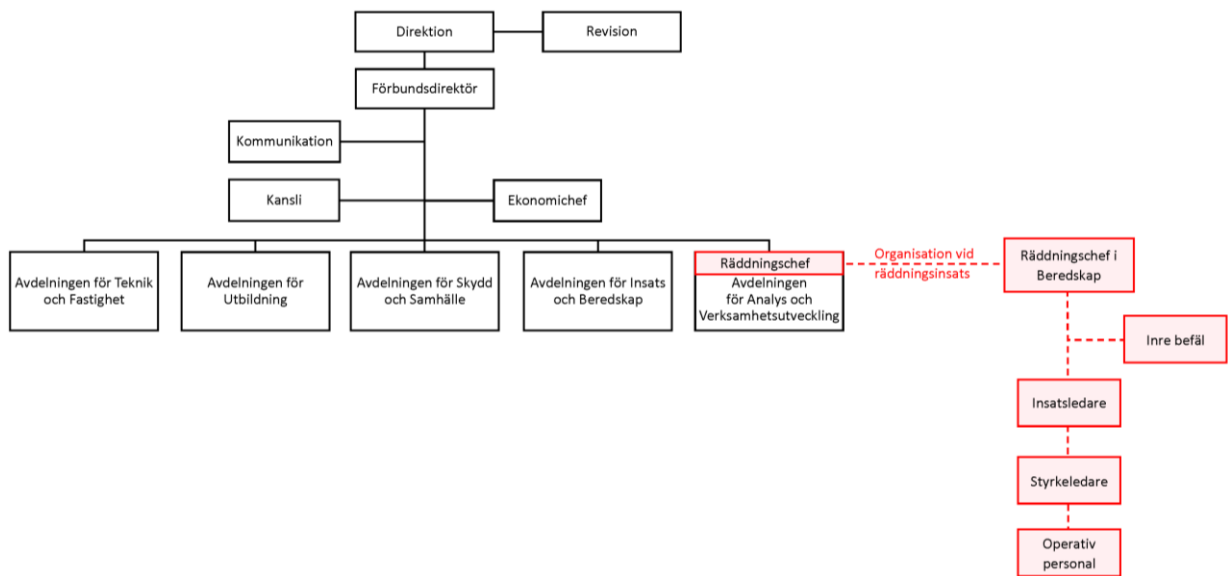 Direktion
Revision
Förbundsdirektör
Kommunikation
Kansli
Ekonomichef
Avdelningen för Teknik
och Fastighet
Avdelningen för
Utbildning
Avdelningen för Skydd
och Samhälle
Avdelningen för Insats
och Beredskap
Räddningschef
Avdelningen
för Analys och
Verksamhetsutveckling
Organisation vid
räddningsinsats
Räddningschef i
Beredskap
Inre befäl
Insatsledare
Styrkeledare
Operativ
personal